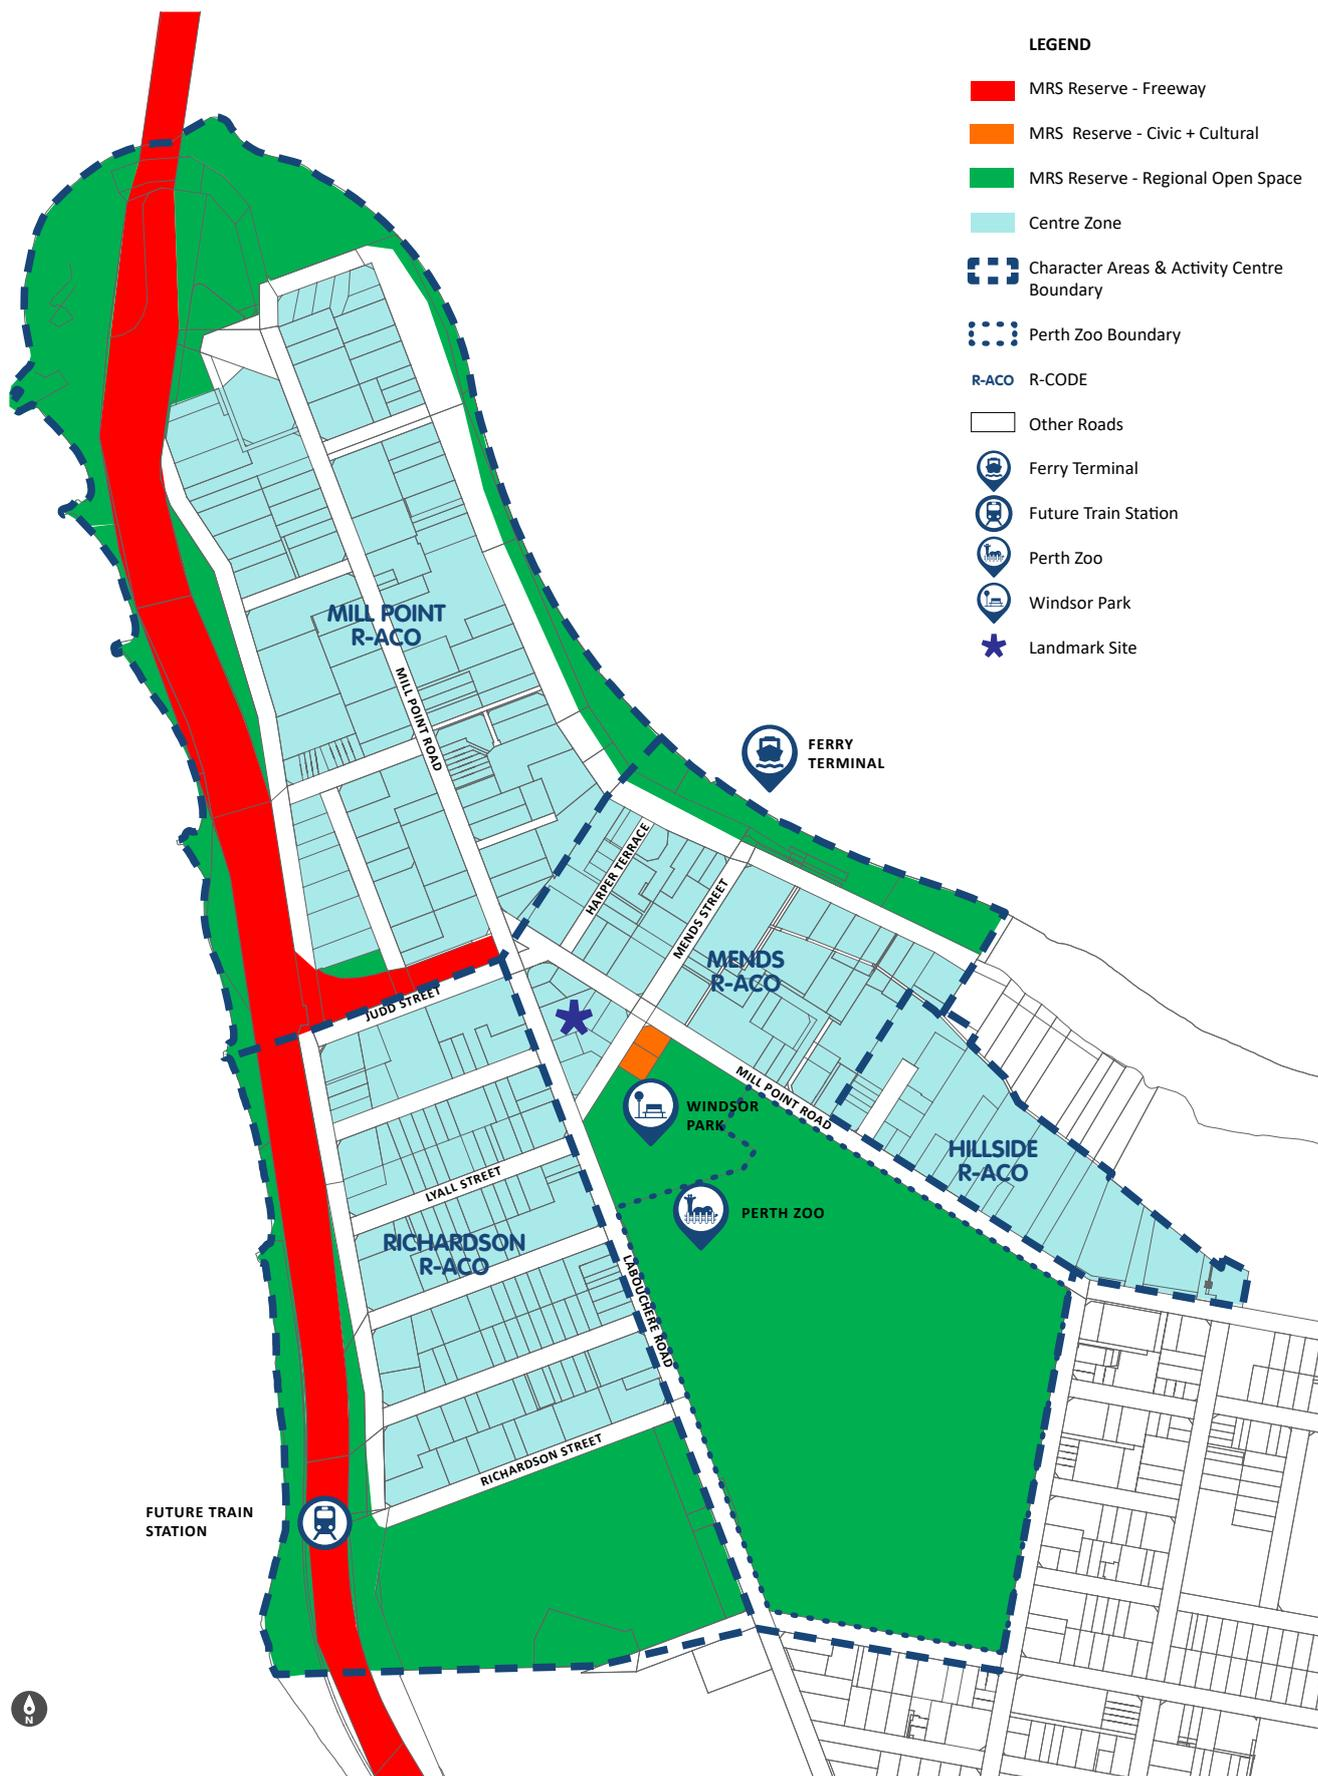 LEGEND
MRS Reserve - Freeway
MRS Reserve - Civic + Cultural
MRS Reserve - Regional Open Space
Centre Zone
Character Areas & Activity Centre
Boundary
Perth Zoo Boundary
R-ACO R-CODE
Other Roads
Ferry Terminal
Future Train Station
Perth Zoo
Windsor Park
Landmark Site
MILL POINT
R-ACO
MILL POINT ROAD
FERRY
TERMINAL
HARPER TERRACE
MENDS STREET
MENDS
R-ACO
JUDD STREET
MILL POINT ROAD
WINDSOR
PARK
HILLSIDE
R-ACO
LYALL STREET
PERTH ZOO
RICHARDSON
R-ACO
LABOUCHERE ROAD
RICHARDSON STREET
FUTURE TRAIN
STATION
N